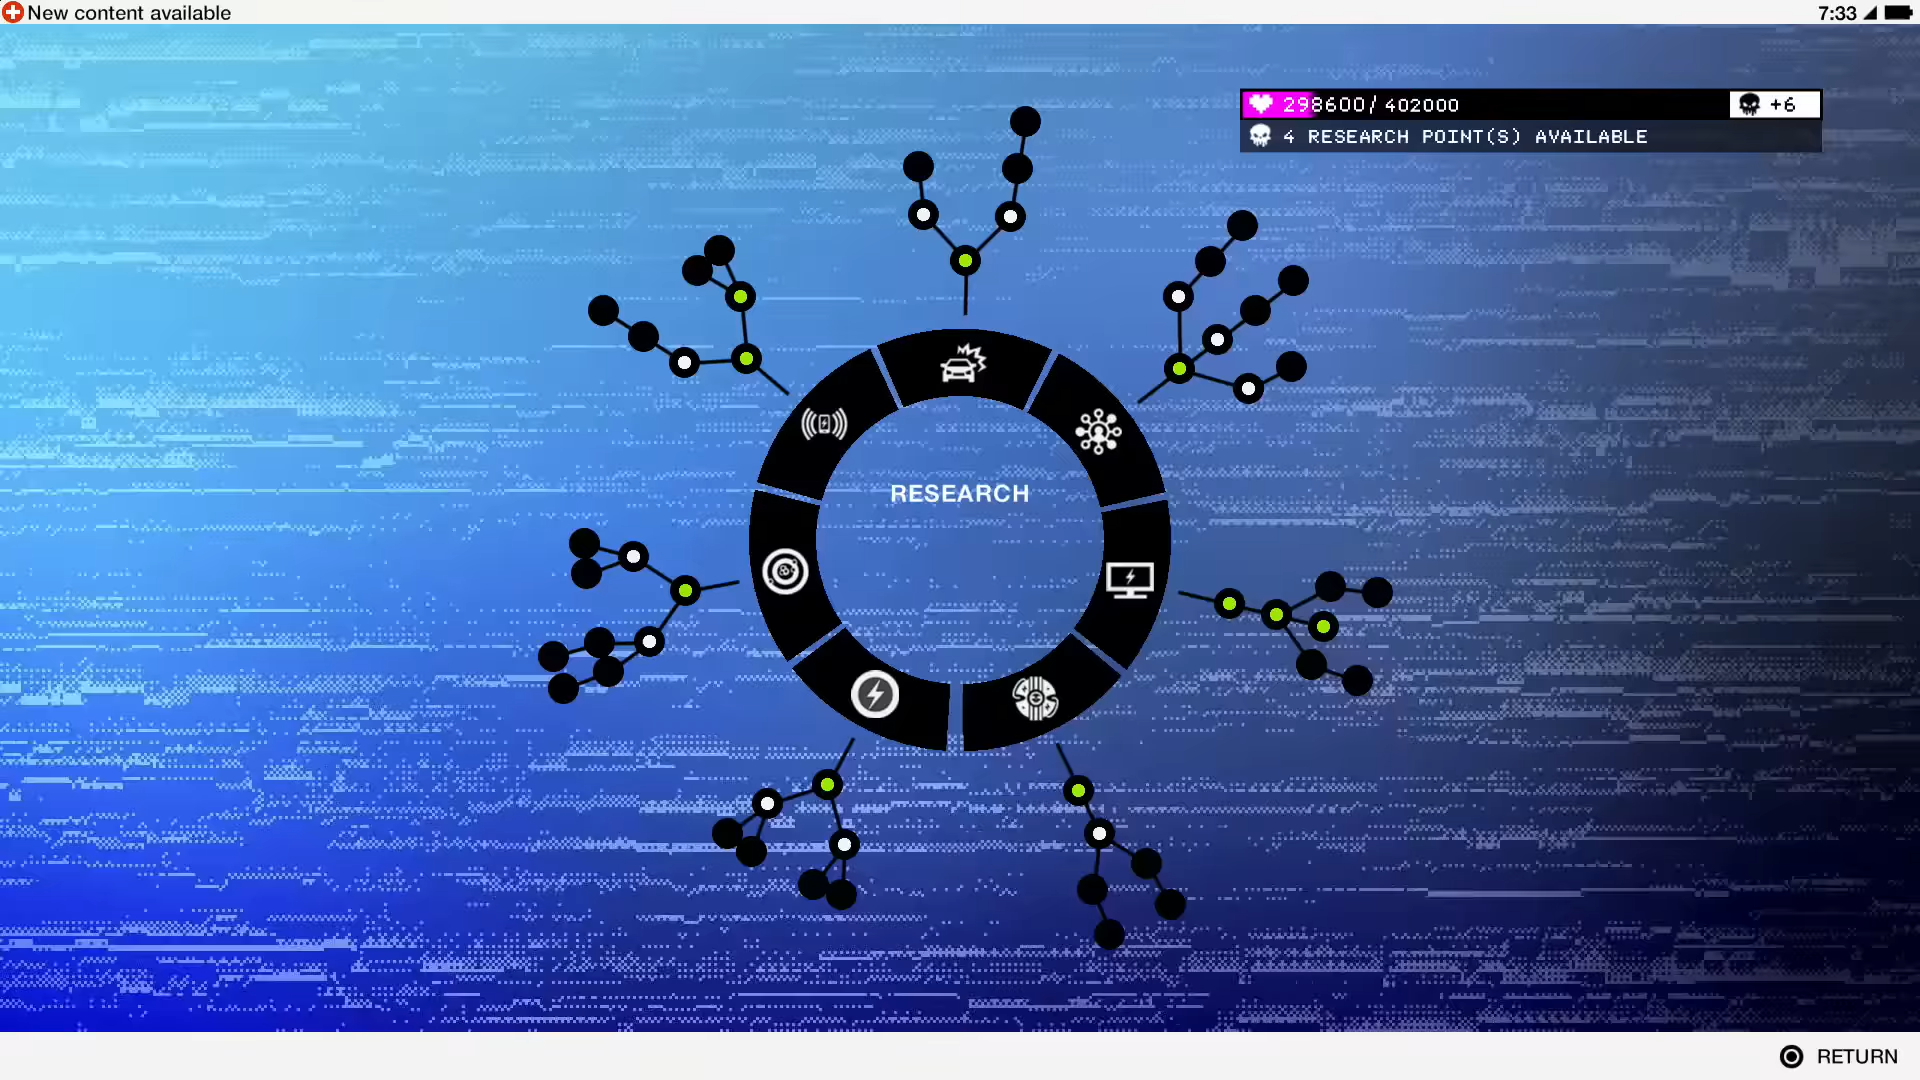 New content available
7:33
298600/ 402000
+6
4 RESEARCH POINT(S) AVAILABLE
RESEARCH
RETURN